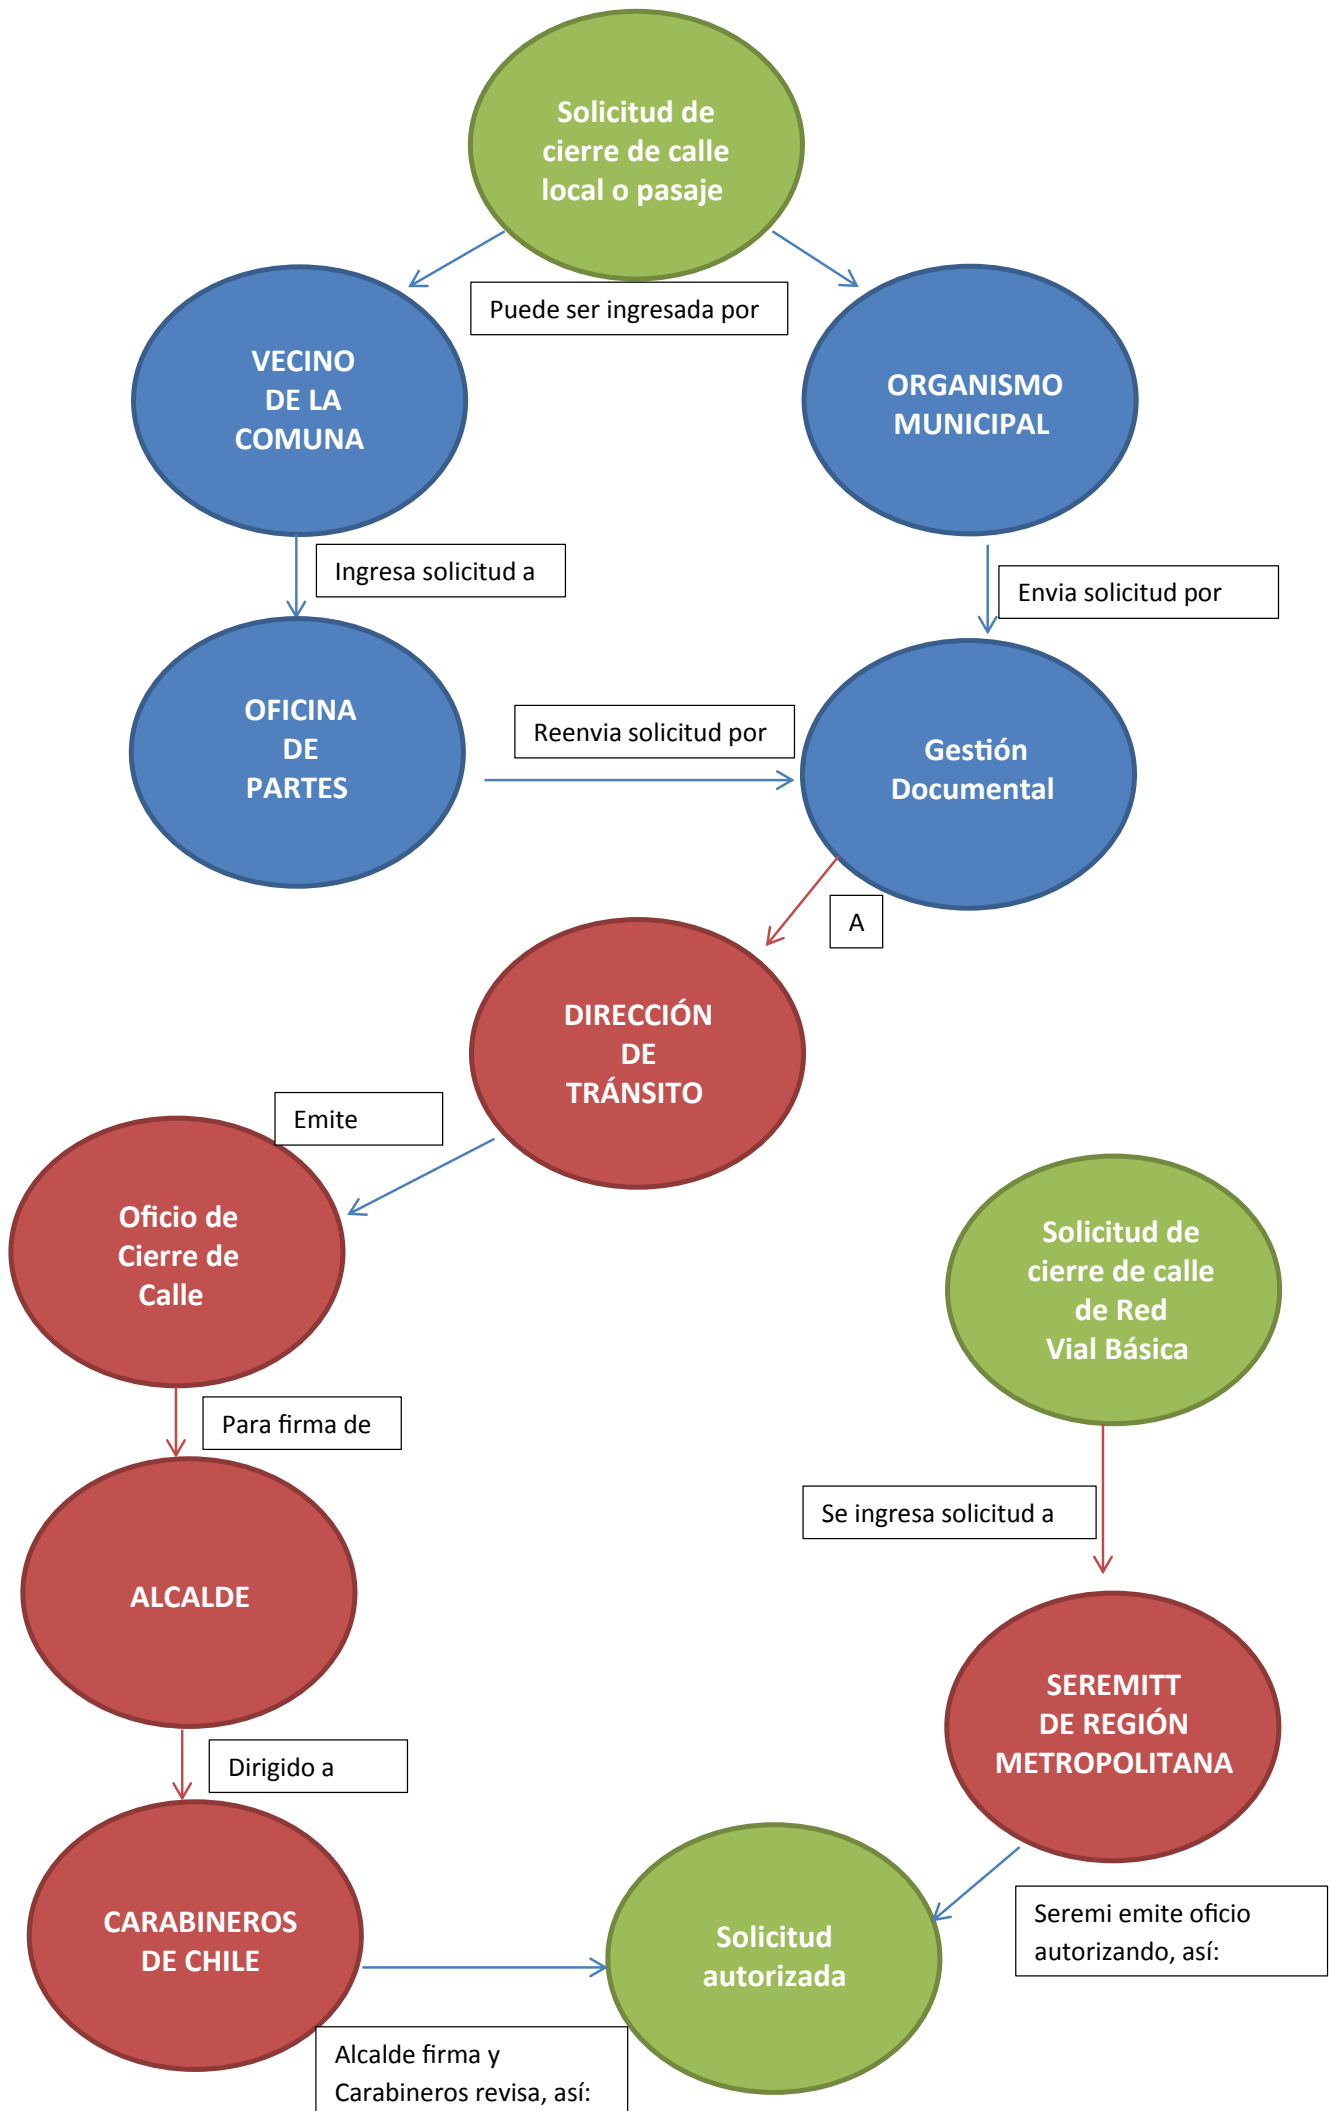 Solicitud de
cierre de calle
local o pasaje
Puede ser ingresada por
VECINO
DE LA
COMUNA
ORGANISMO
MUNICIPAL
Ingresa solicitud a
Envia solicitud por
OFICINA
DE
PARTES
Reenvia solicitud por
Gestión
Documental
A
DIRECCIÓN
DE
TRÁNSITO
Emite
Oficio de
Cierre de
Calle
Solicitud de
cierre de calle
de Red
Vial Básica
Para firma de
Se ingresa solicitud a
ALCALDE
SEREMITT
DE REGIÓN
METROPOLITANA
Dirigido a
CARABINEROS
DE CHILE
Solicitud
autorizada
Seremi emite oficio
autorizando, así:
Alcalde firma y
Carabineros revisa, así: